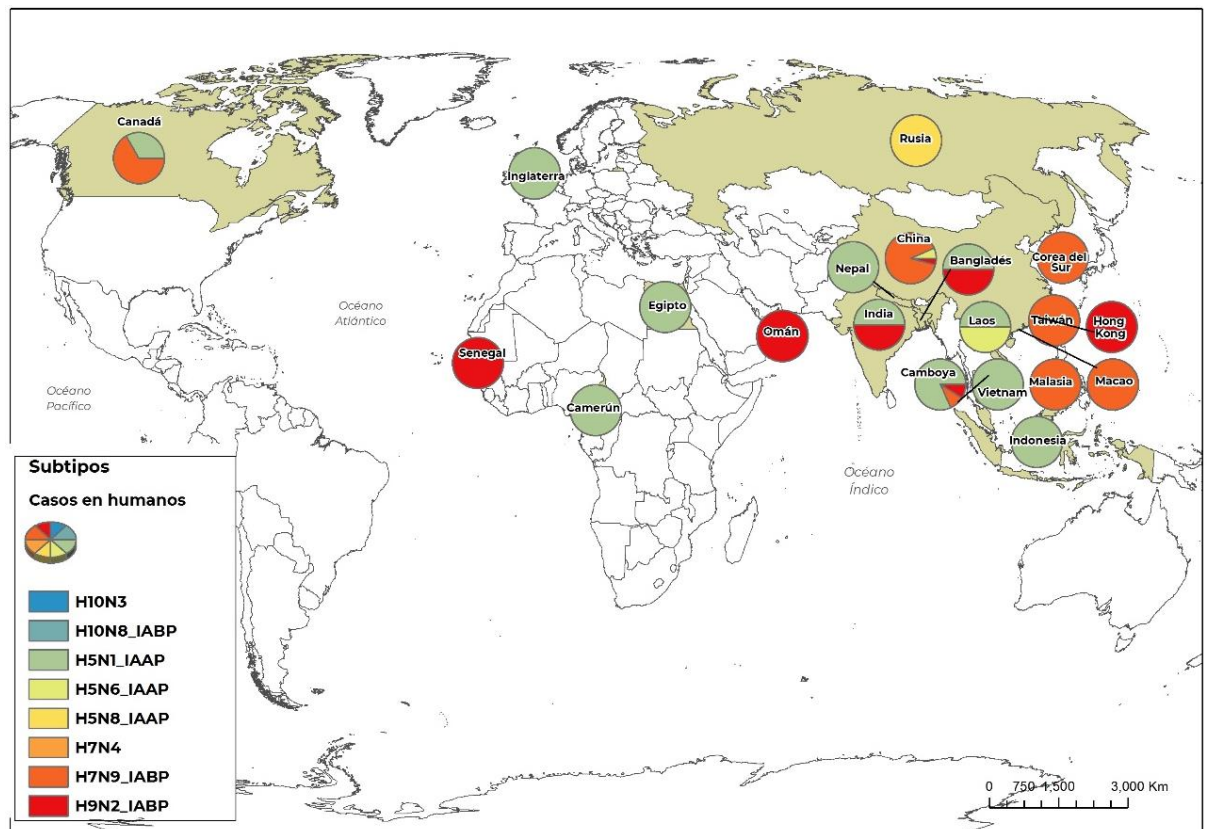 Canadá
Rusia
Inglaterra
China
Nepal
Bangladés
Corea del
Sur
Egipto
India
Laos
Taiwán
Hong
Kong
Omán
Senegal
Camboya
Vietnam
Malasia
Macao
Camerún
Indonesia
Océano
Atlántico
Océano
Pacífico
Océano
Índico
Subtipos
Casos en humanos
H10N3
H10N8_IABP
H5N1_IAAP
H5N6_IAAP
H5N8_IAAP
H7N4
H7N9_IABP
H9N2_IABP
0 750 1,500 3,000 Km